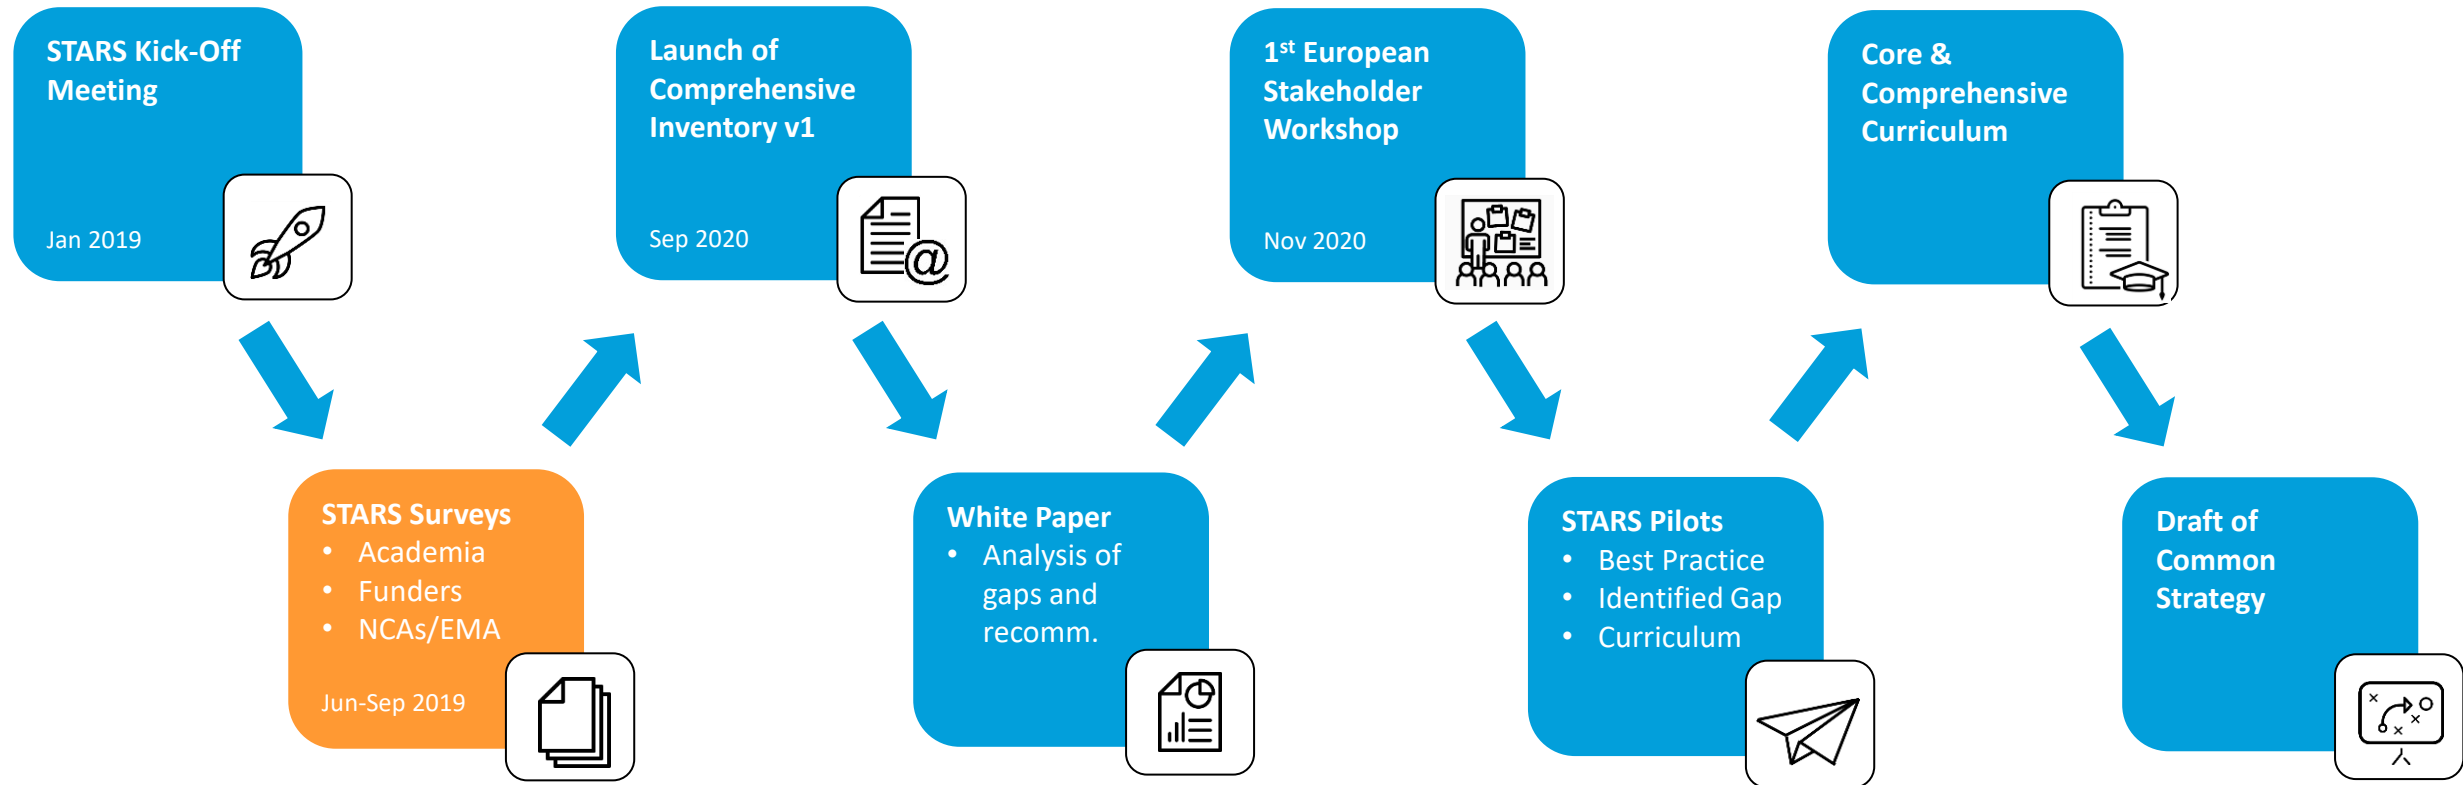 STARS Kick-Off
Meeting
Jan 2019
STARS Surveys
• Academia
• Funders
• NCAs/EMA
Jun-Sep 2019
Launch of
Comprehensive
Inventory v1
Sep 2020
@
White Paper
• Analysis of
gaps and
recomm.
1st European
Stakeholder
Workshop
Nov 2020
STARS Pilots
• Best Practice
• Identified Gap
• Curriculum
Core &
Comprehensive
Curriculum
Draft of
Common
Strategy